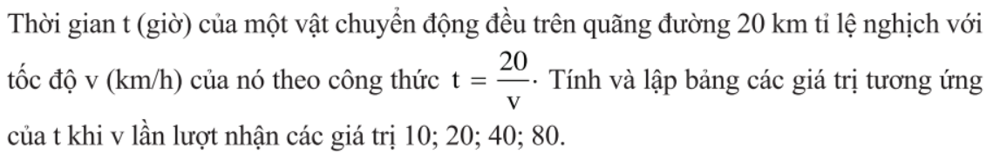 Thời gian t (giờ) của một vật chuyển động đều trên quãng đường 20 km tỉ lệ nghịch với
tốc độ v (km/h) của nó theo công thức t = 20/v. Tính và lập bảng các giá trị tương ứng
của t khi v lần lượt nhận các giá trị 10; 20; 40; 80.